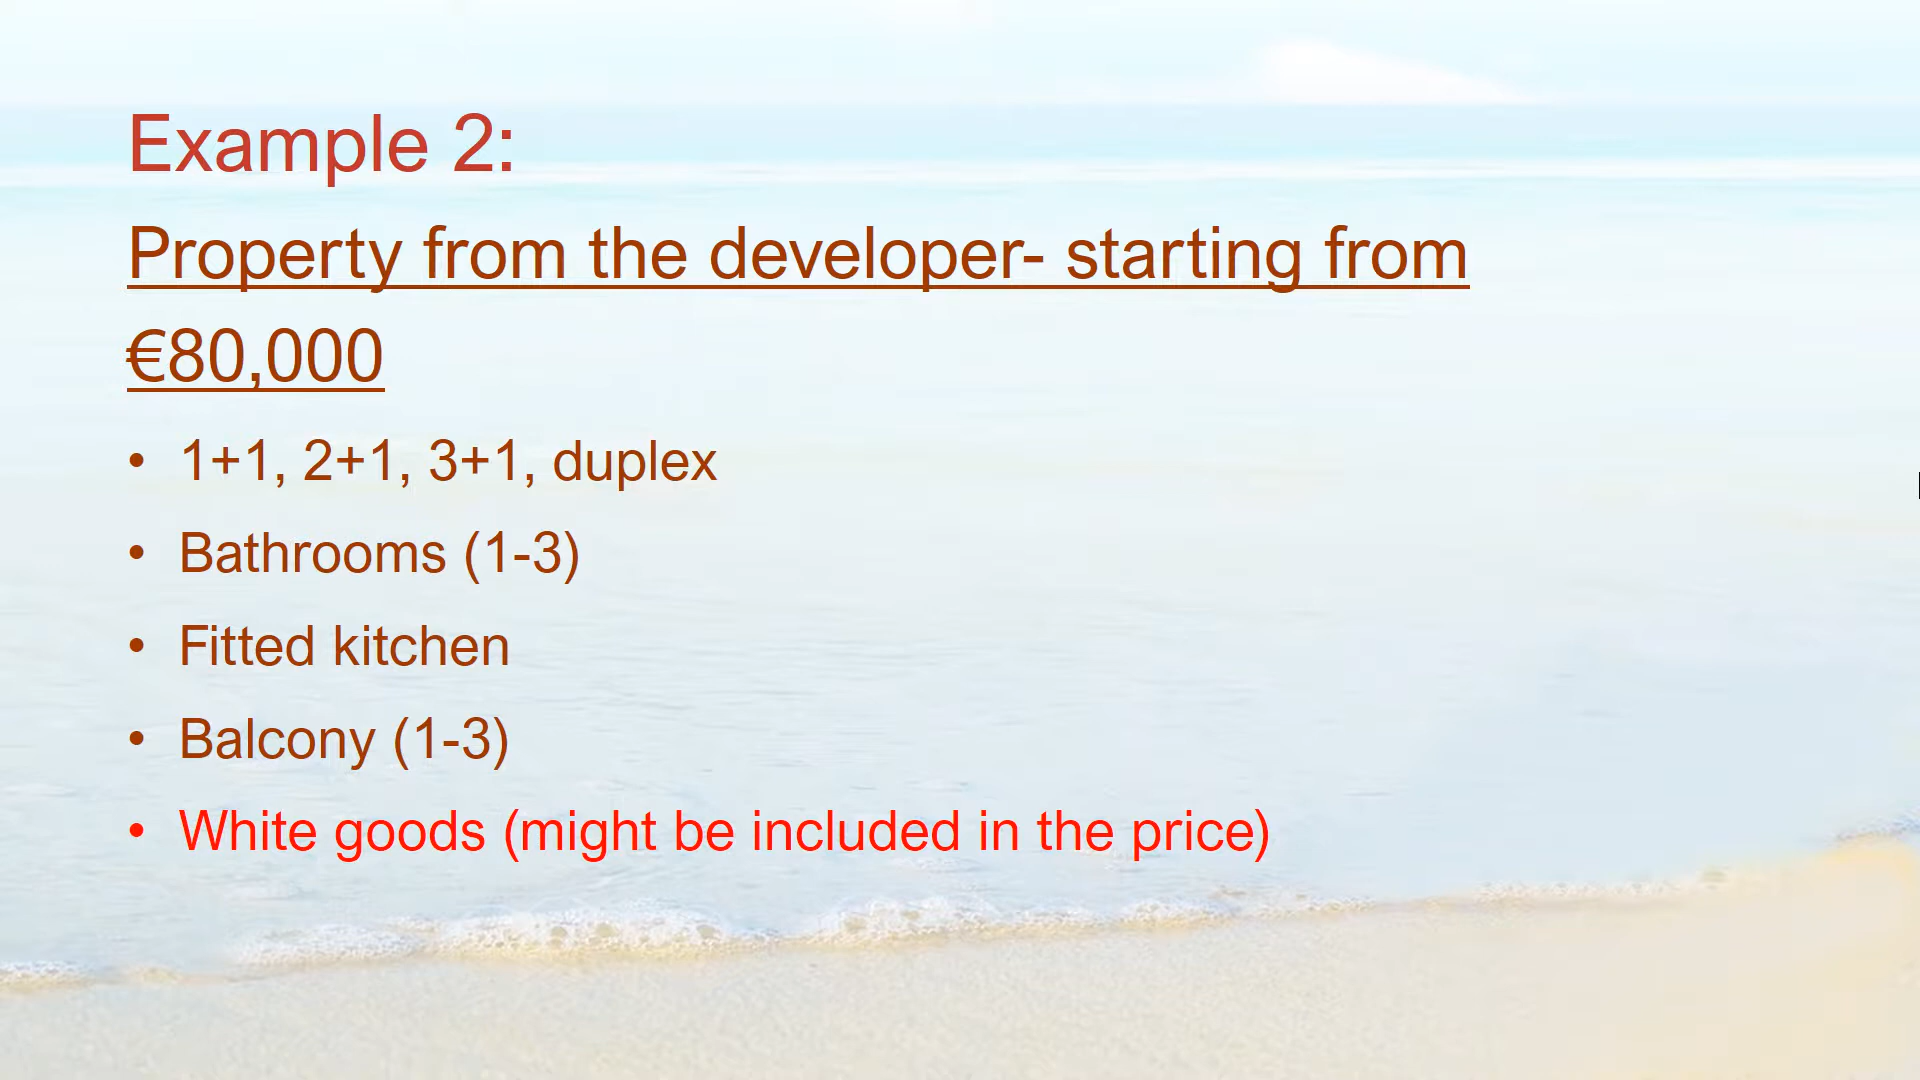 Example 2:
Property from the developer- starting from
€80,000
• 1+1, 2+1, 3+1, duplex
• Bathrooms (1-3)
• Fitted kitchen
• Balcony (1-3)
• White goods (might be included in the price)